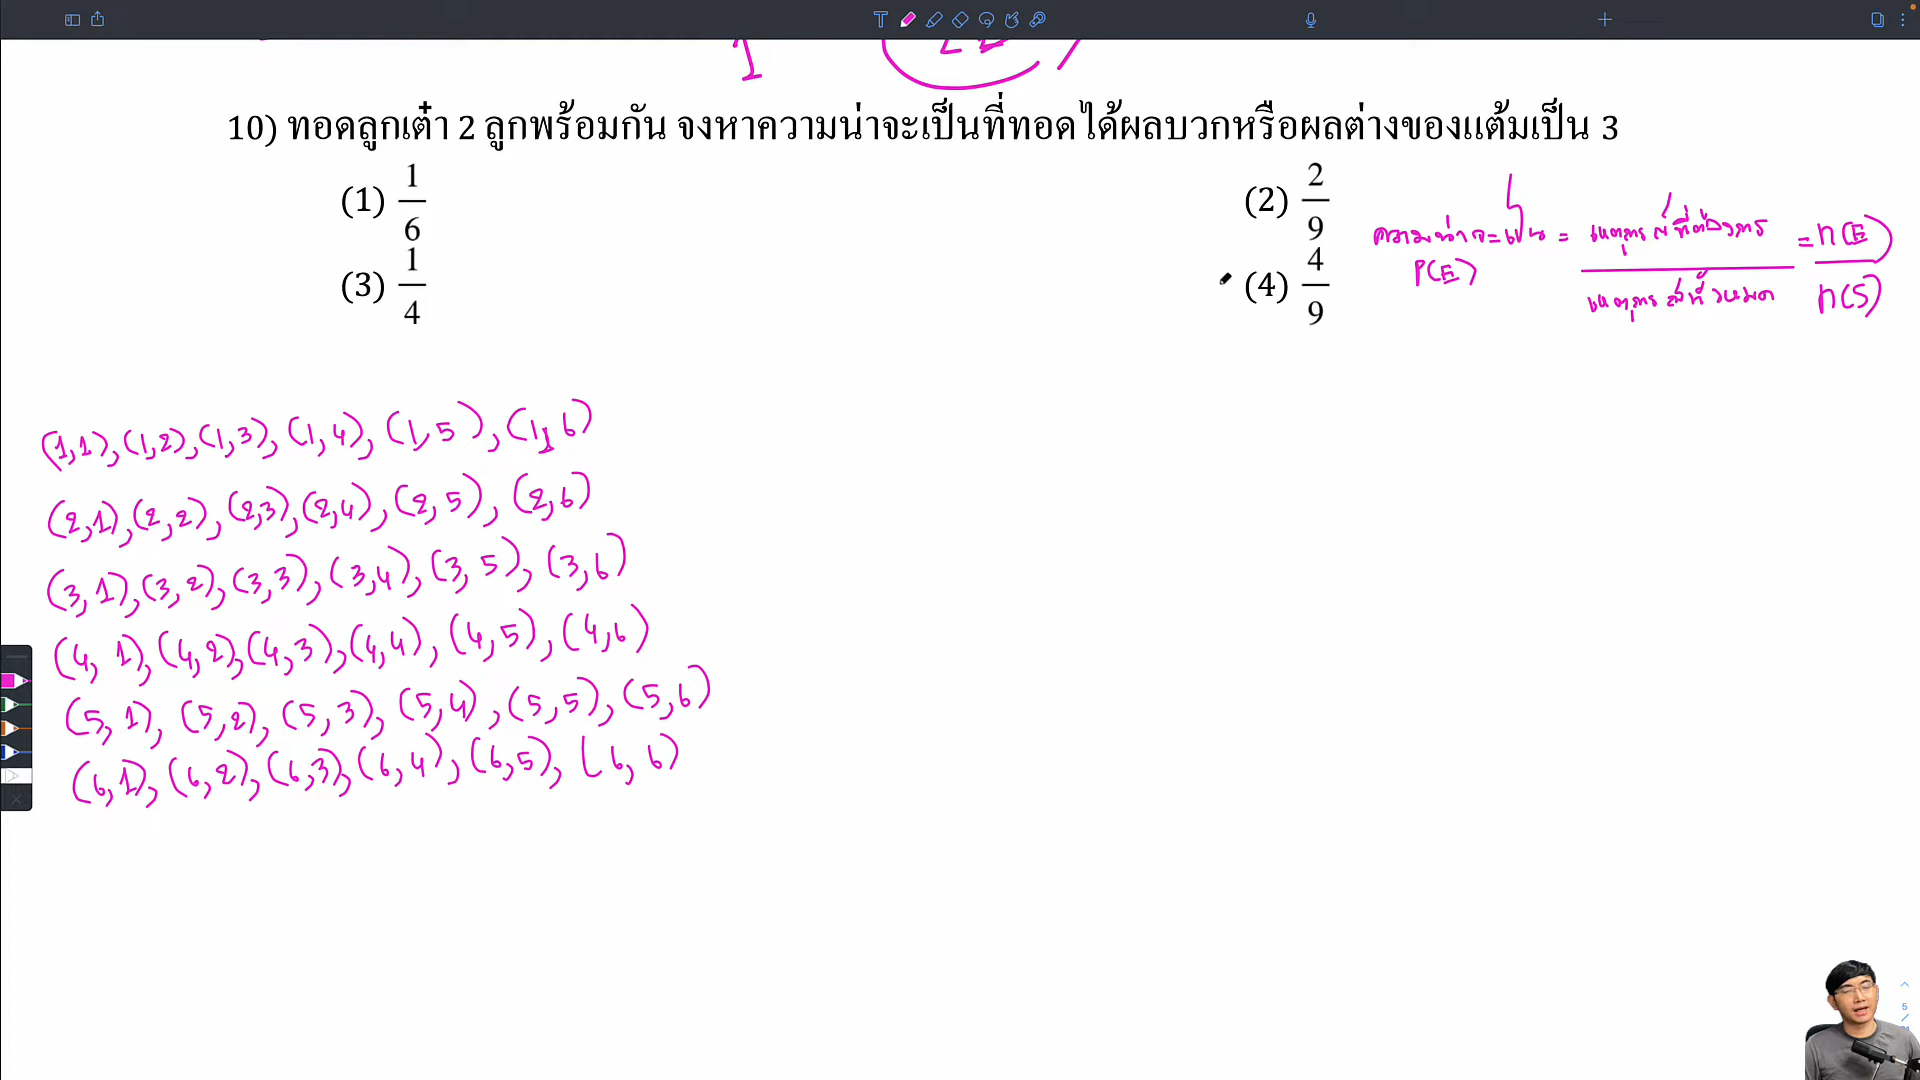 10) ทอดลูกเต๋า 2 ลูกพร้อมกัน จงหาความน่าจะเป็นที่ทอดได้ผลบวกหรือผลต่างของแต้มเป็น 3
(1) 1/6
(2) 2/9
(3) 1/4
(4) 4/9
ความน่าจะเป็น = เหตุการณ์ที่ต้องการ / เหตุการณ์ทั้งหมด = n(E) / n(S)
P(E)
(1,1), (1,2), (1,3), (1,4), (1,5), (1,6)
(2,1), (2,2), (2,3), (2,4), (2,5), (2,6)
(3,1), (3,2), (3,3), (3,4), (3,5), (3,6)
(4,1), (4,2), (4,3), (4,4), (4,5), (4,6)
(5,1), (5,2), (5,3), (5,4), (5,5), (5,6)
(6,1), (6,2), (6,3), (6,4), (6,5), (6,6)
5